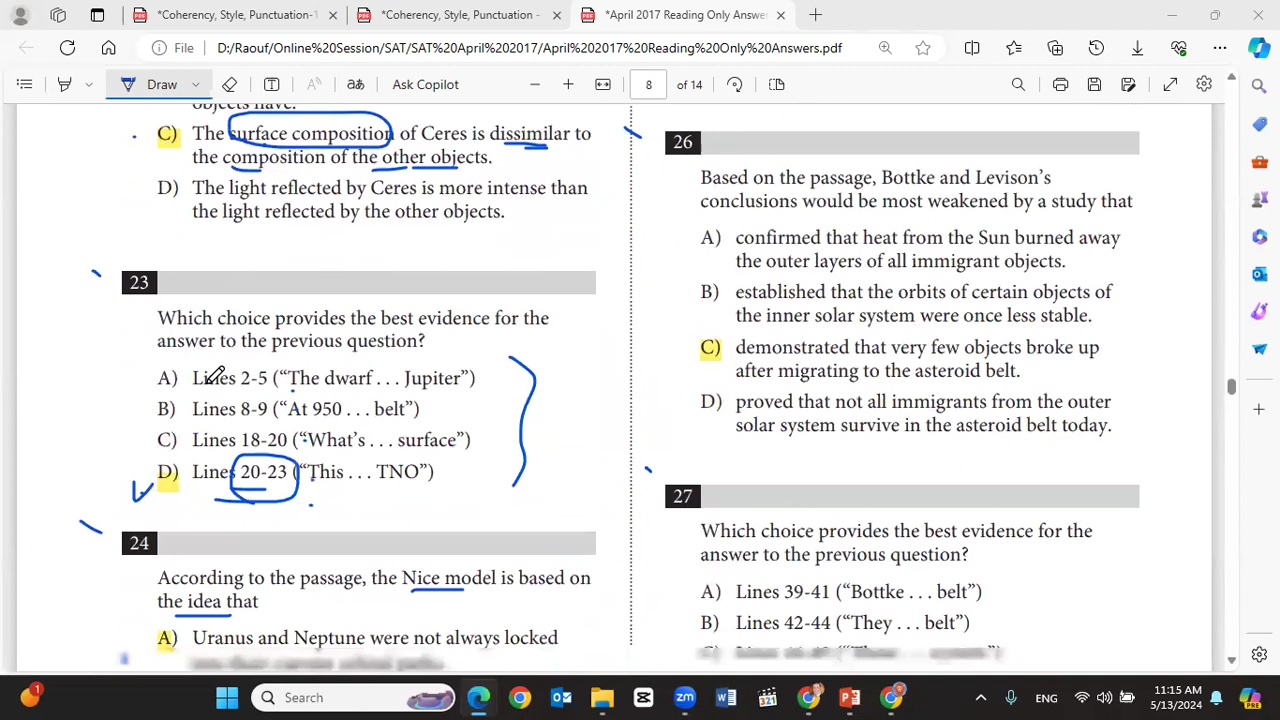 *Coherency, Style, Punctuation-1
*Coherency, Style, Punctuation -
*April 2017 Reading Only Answer
File
D:/Raouf/Online%20Session/SAT/SAT%20April%202017/April%202017%20Reading%20Only%20Answers.pdf
Draw
Ask Copilot
8
of 14
objects have.
C) The surface composition of Ceres is dissimilar to
the composition of the other objects.
D) The light reflected by Ceres is more intense than
the light reflected by the other objects.
23
Which choice provides the best evidence for the
answer to the previous question?
A) Lines 2-5 (“The dwarf . . . Jupiter”)
B) Lines 8-9 (“At 950 . . . belt”)
C) Lines 18-20 (“What’s . . . surface”)
D) Lines 20-23 (“This . . . TNO”)
24
According to the passage, the Nice model is based on
the idea that
A) Uranus and Neptune were not always locked
26
Based on the passage, Bottke and Levison’s
conclusions would be most weakened by a study that
A) confirmed that heat from the Sun burned away
the outer layers of all immigrant objects.
B) established that the orbits of certain objects of
the inner solar system were once less stable.
C) demonstrated that very few objects broke up
after migrating to the asteroid belt.
D) proved that not all immigrants from the outer
solar system survive in the asteroid belt today.
27
Which choice provides the best evidence for the
answer to the previous question?
A) Lines 39-41 (“Bottke . . . belt”)
B) Lines 42-44 (“They . . . belt”)
1
Search
ENG
11:15 AM
5/13/2024